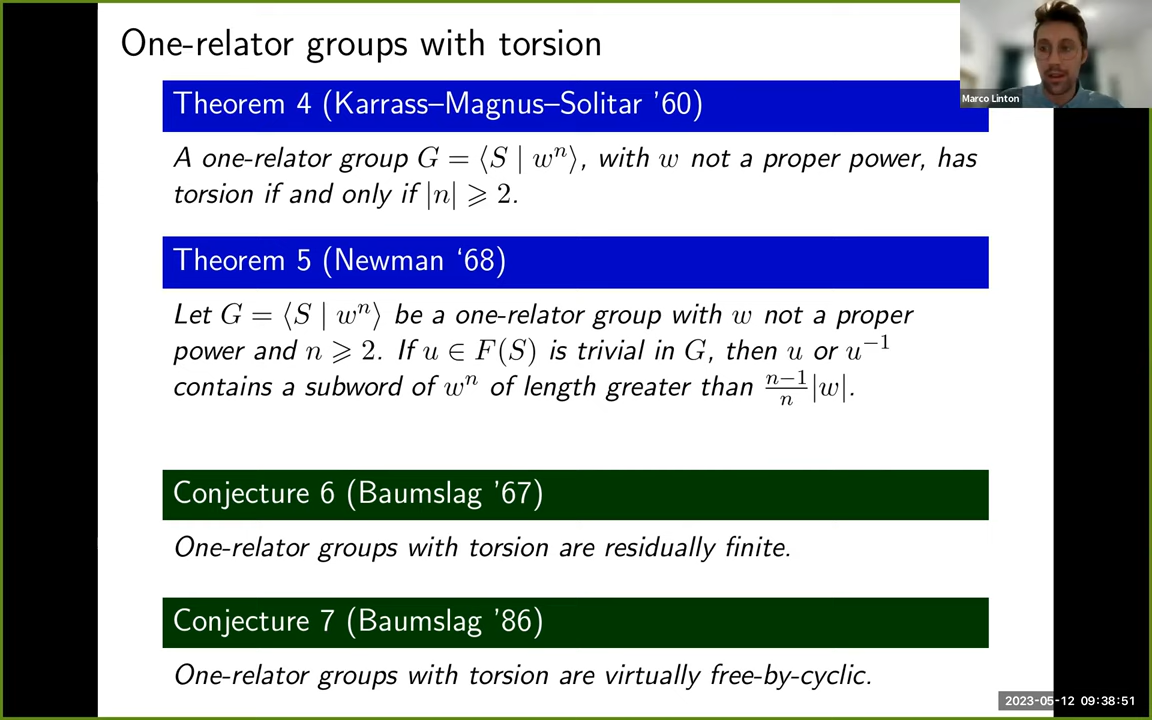 One-relator groups with torsion
Theorem 4 (Karrass–Magnus–Solitar '60)
Marco Linton
A one-relator group G = ⟨S | wⁿ⟩, with w not a proper power, has
torsion if and only if |n| ⩾ 2.
Theorem 5 (Newman ‘68)
Let G = ⟨S | wⁿ⟩ be a one-relator group with w not a proper
power and n ⩾ 2. If u ∈ F(S) is trivial in G, then u or u⁻¹
contains a subword of wⁿ of length greater than \frac{n−1}{n}|w|.
Conjecture 6 (Baumslag '67)
One-relator groups with torsion are residually finite.
Conjecture 7 (Baumslag '86)
One-relator groups with torsion are virtually free-by-cyclic.
2023-05-12 09:38:51